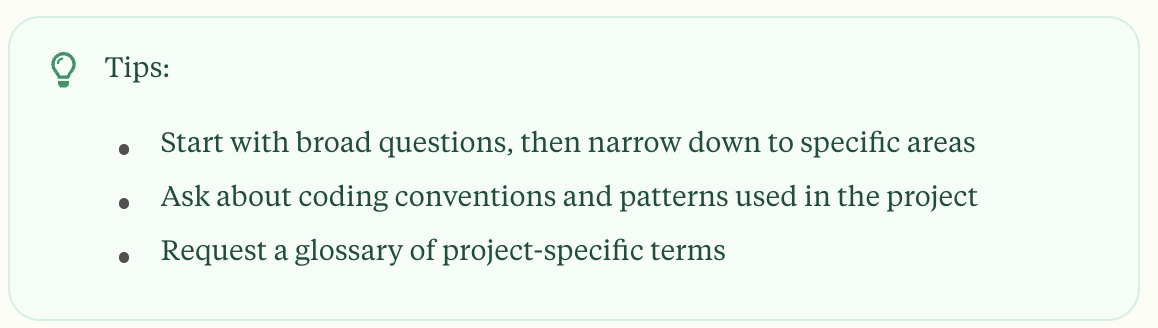 Tips:
Start with broad questions, then narrow down to specific areas
Ask about coding conventions and patterns used in the project
Request a glossary of project-specific terms